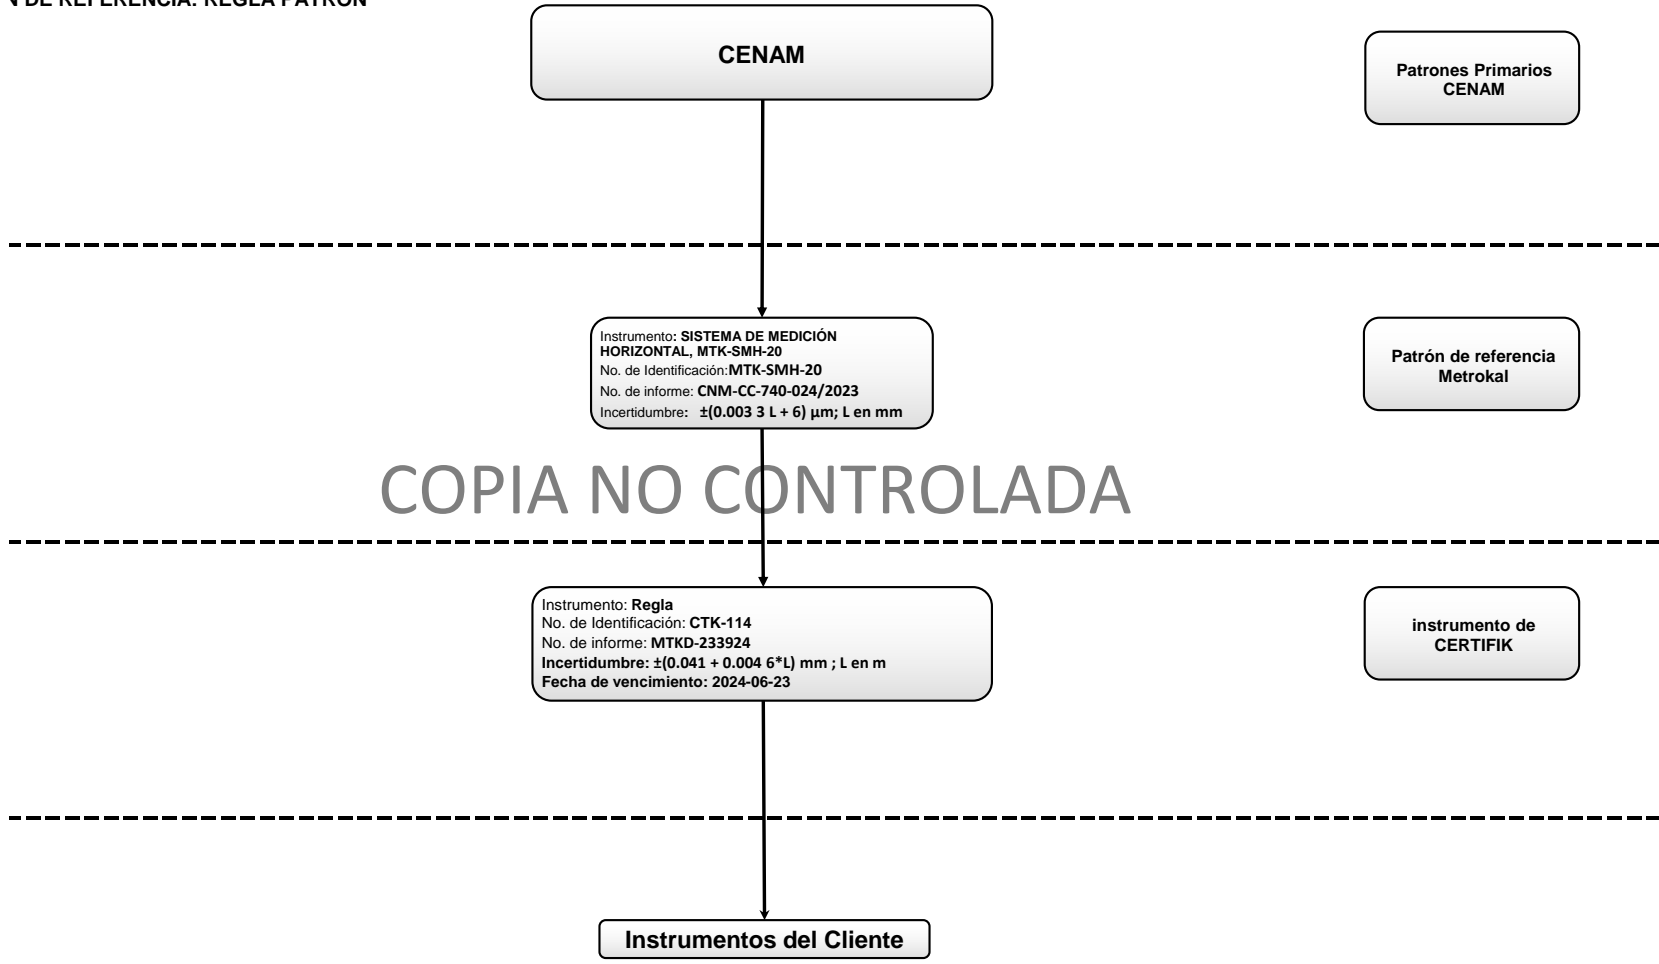 DE REFERENCIA: REGLA PATRÓN
CENAM
Patrones Primarios
CENAM
Instrumento: SISTEMA DE MEDICIÓN
HORIZONTAL, MTK-SMH-20
No. de Identificación:MTK-SMH-20
No. de informe: CNM-CC-740-024/2023
Incertidumbre: ±(0.003 3 L + 6) µm; L en mm
Patrón de referencia
Metrokal
COPIA NO CONTROLADA
Instrumento: Regla
No. de Identificación: CTK-114
No. de informe: MTKD-233924
Incertidumbre: ±(0.041 + 0.004 6*L) mm ; L en m
Fecha de vencimiento: 2024-06-23
instrumento de
CERTIFIK
Instrumentos del Cliente